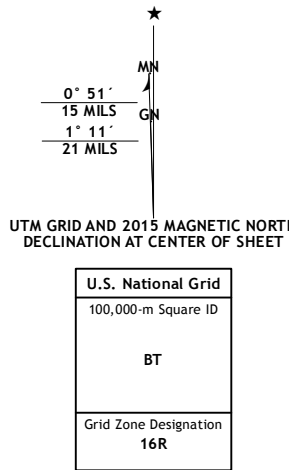 MN
0° 51´
15 MILS
GN
1° 11´
21 MILS
UTM GRID AND 2015 MAGNETIC NORTH
DECLINATION AT CENTER OF SHEET
U.S. National Grid
100,000-m Square ID
BT
Grid Zone Designation
16R